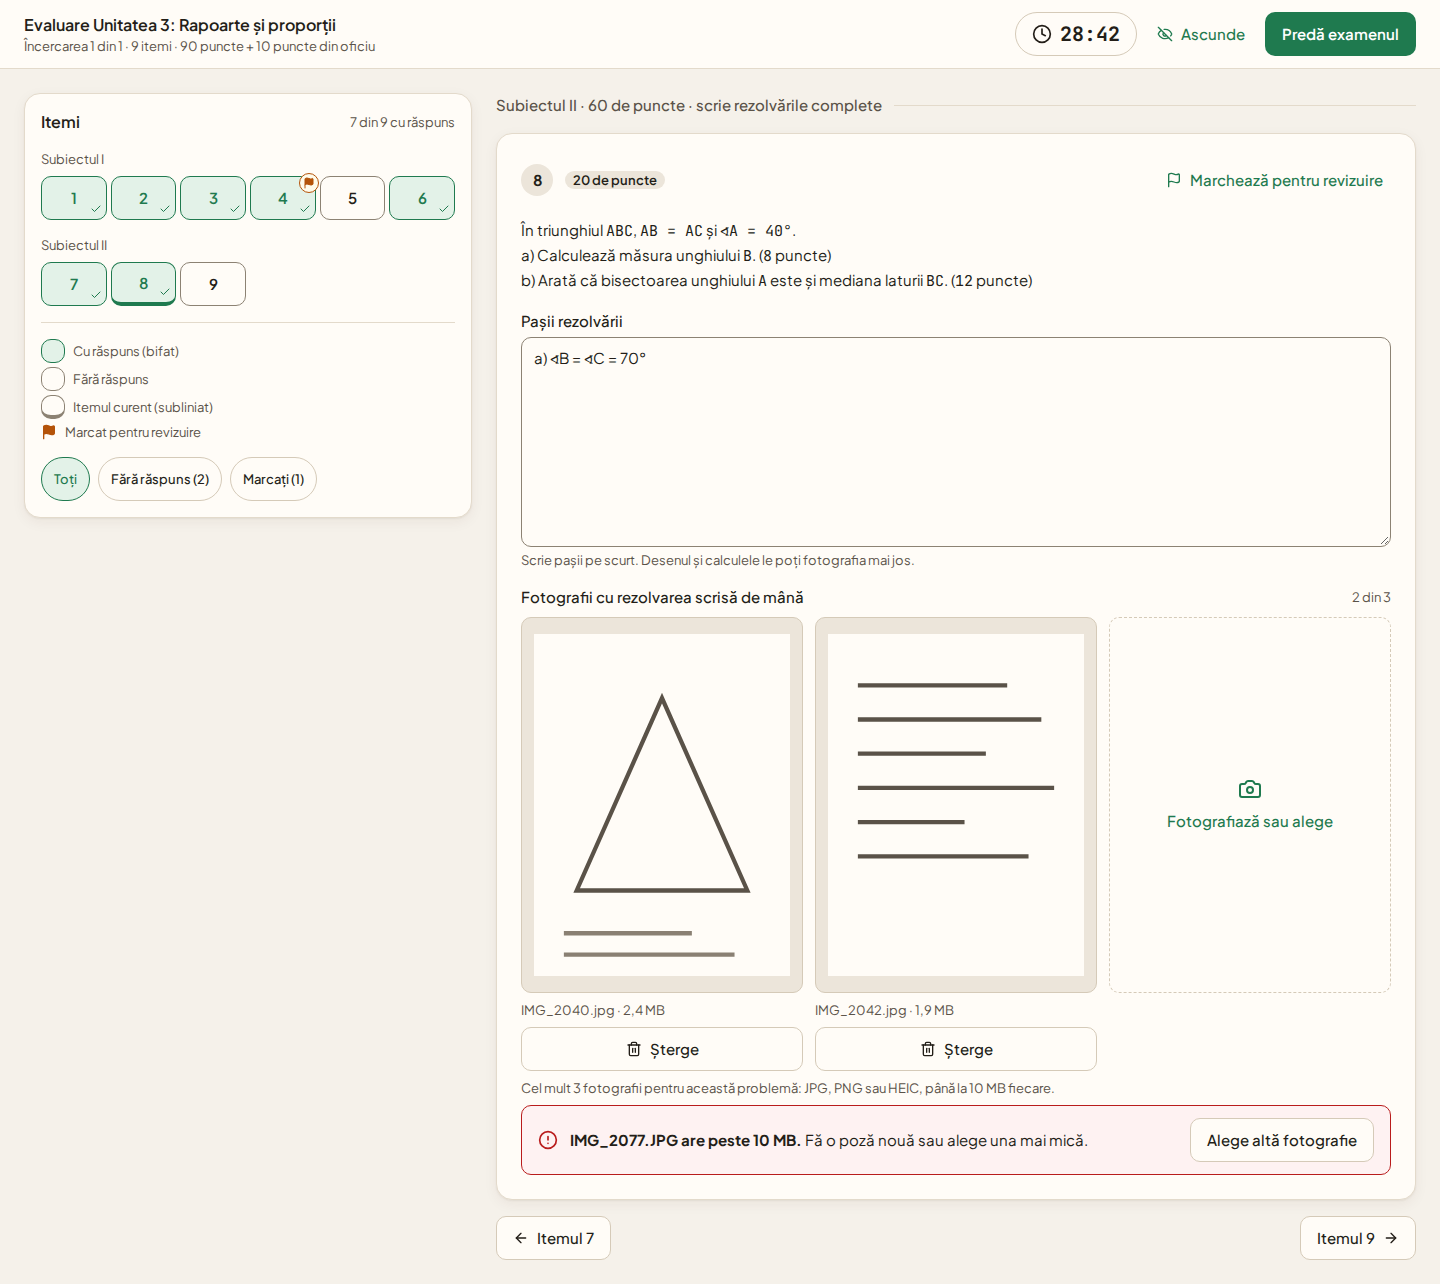 Evaluare Unitatea 3: Rapoarte și proporții
Încercarea 1 din 1 · 9 itemi · 90 puncte + 10 puncte din oficiu
28:42
Ascunde
Predă examenul
Itemi
7 din 9 cu răspuns
Subiectul I
1
2
3
4
5
6
Subiectul II
7
8
9
Cu răspuns (bifat)
Fără răspuns
Itemul curent (subliniat)
Marcat pentru revizuire
Toți
Fără răspuns (2)
Marcați (1)
Subiectul II · 60 de puncte · scrie rezolvările complete
8
20 de puncte
Marchează pentru revizuire
În triunghiul ABC, AB = AC și ∢A = 40°.
a) Calculează măsura unghiului B. (8 puncte)
b) Arată că bisectoarea unghiului A este și mediana laturii BC. (12 puncte)
Pașii rezolvării
a) ∢B = ∢C = 70°
Scrie pașii pe scurt. Desenul și calculele le poți fotografia mai jos.
Fotografii cu rezolvarea scrisă de mână
2 din 3
Fotografiază sau alege
IMG_2040.jpg · 2,4 MB
IMG_2042.jpg · 1,9 MB
Șterge
Șterge
Cel mult 3 fotografii pentru această problemă: JPG, PNG sau HEIC, până la 10 MB fiecare.
IMG_2077.JPG are peste 10 MB. Fă o poză nouă sau alege una mai mică.
Alege altă fotografie
Itemul 7
Itemul 9